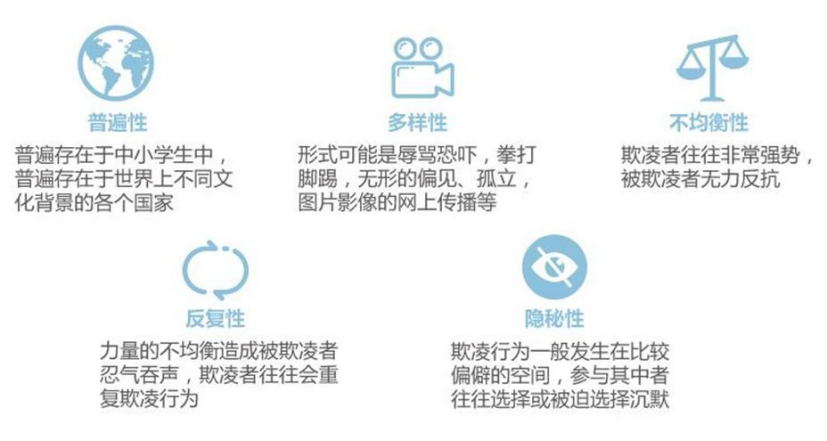 普遍性
普遍存在于中小学生中，
普遍存在于世界上不同文
化背景的各个国家
多样性
形式可能是辱骂恐吓，拳打
脚踢，无形的偏见、孤立，
图片影像的网上传播等
不均衡性
欺凌者往往非常强势，
被欺凌者无力反抗
反复性
力量的不均衡造成被欺凌者
忍气吞声，欺凌者往往会重
复欺凌行为
隐秘性
欺凌行为一般发生在比较
偏僻的空间，参与其中者
往往选择或被迫选择沉默